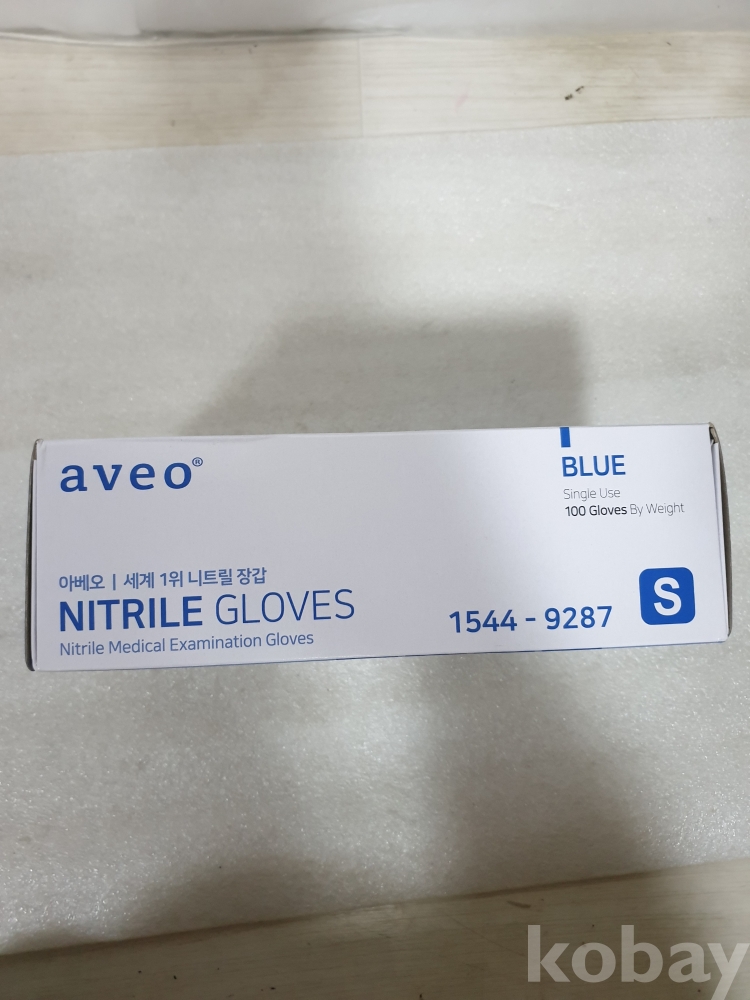 aveo®
BLUE
Single Use
100 Gloves By Weight
아베오 | 세계 1위 니트릴 장갑
NITRILE GLOVES
Nitrile Medical Examination Gloves
1544 - 9287
S
kobay